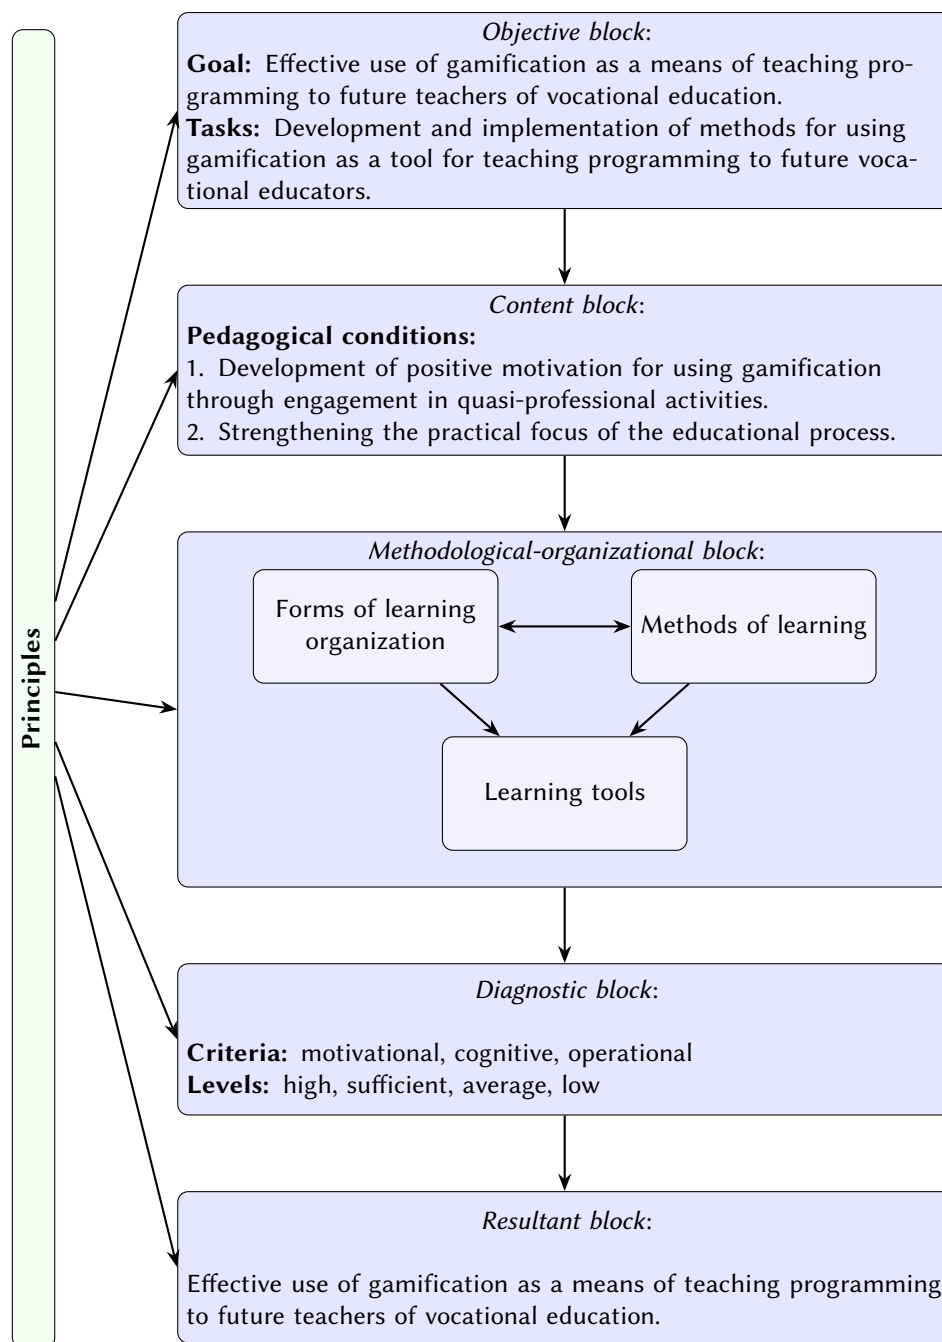 Principles
Objective block:
Goal: Effective use of gamification as a means of teaching pro-
gramming to future teachers of vocational education.
Tasks: Development and implementation of methods for using
gamification as a tool for teaching programming to future voca-
tional educators.
Content block:
Pedagogical conditions:
1. Development of positive motivation for using gamification
through engagement in quasi-professional activities.
2. Strengthening the practical focus of the educational process.
Methodological-organizational block:
Forms of learning
organization
Methods of learning
Learning tools
Diagnostic block:
Criteria: motivational, cognitive, operational
Levels: high, sufficient, average, low
Resultant block:
Effective use of gamification as a means of teaching programming
to future teachers of vocational education.